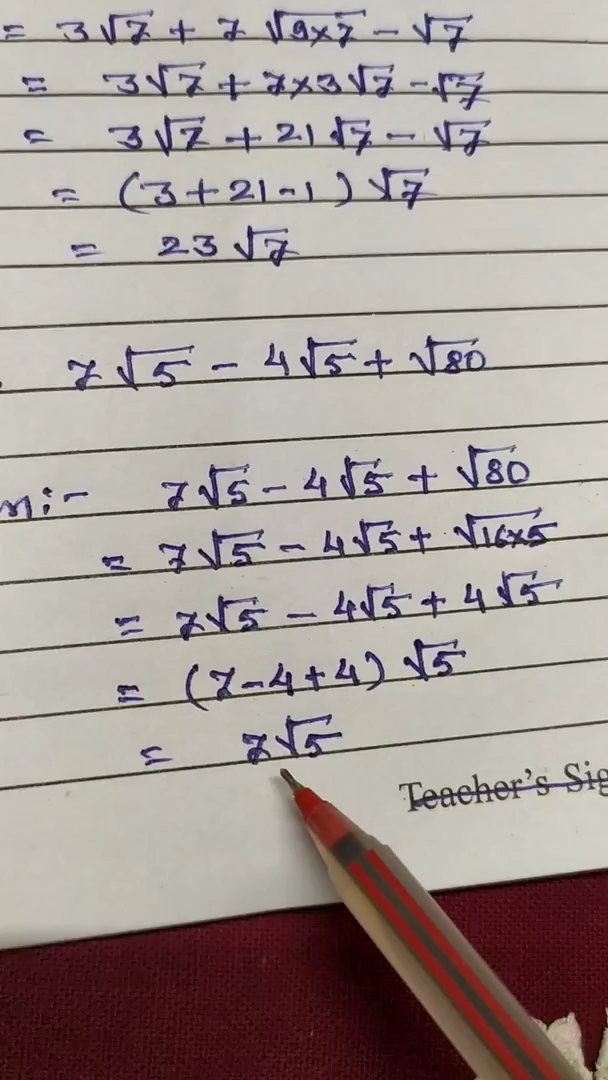 = 3√7 + 7 √9×7 - √7
= 3√7 + 7×3√7 - √7
= 3√7 + 21√7 - √7
= (3+21-1) √7
= 23 √7
7√5 - 4√5 + √80
n:- 7√5 - 4√5 + √80
= 7√5 - 4√5 + √16×5
= 7√5 - 4√5 + 4√5
= (7-4+4) √5
= 7√5
Teacher's Sig